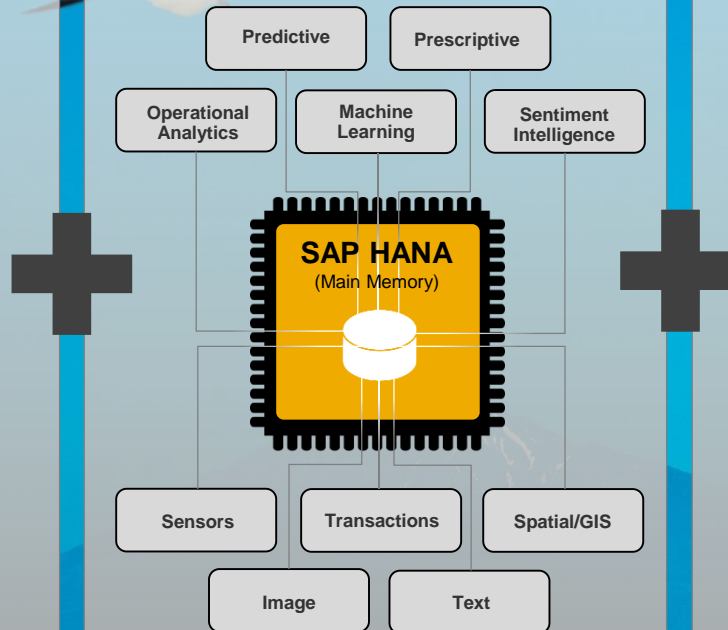 Predictive
Prescriptive
Operational
Analytics
Machine
Learning
Sentiment
Intelligence
SAP HANA
(Main Memory)
Sensors
Transactions
Spatial/GIS
Image
Text